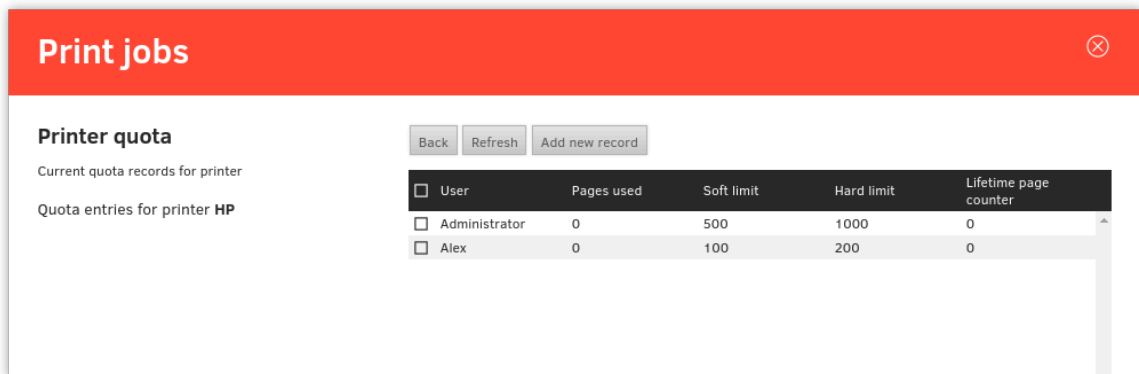 Print jobs
Printer quota
Current quota records for printer
Quota entries for printer HP
Back Refresh Add new record
User Pages used Soft limit Hard limit Lifetime page counter
Administrator 0 500 1000 0
Alex 0 100 200 0